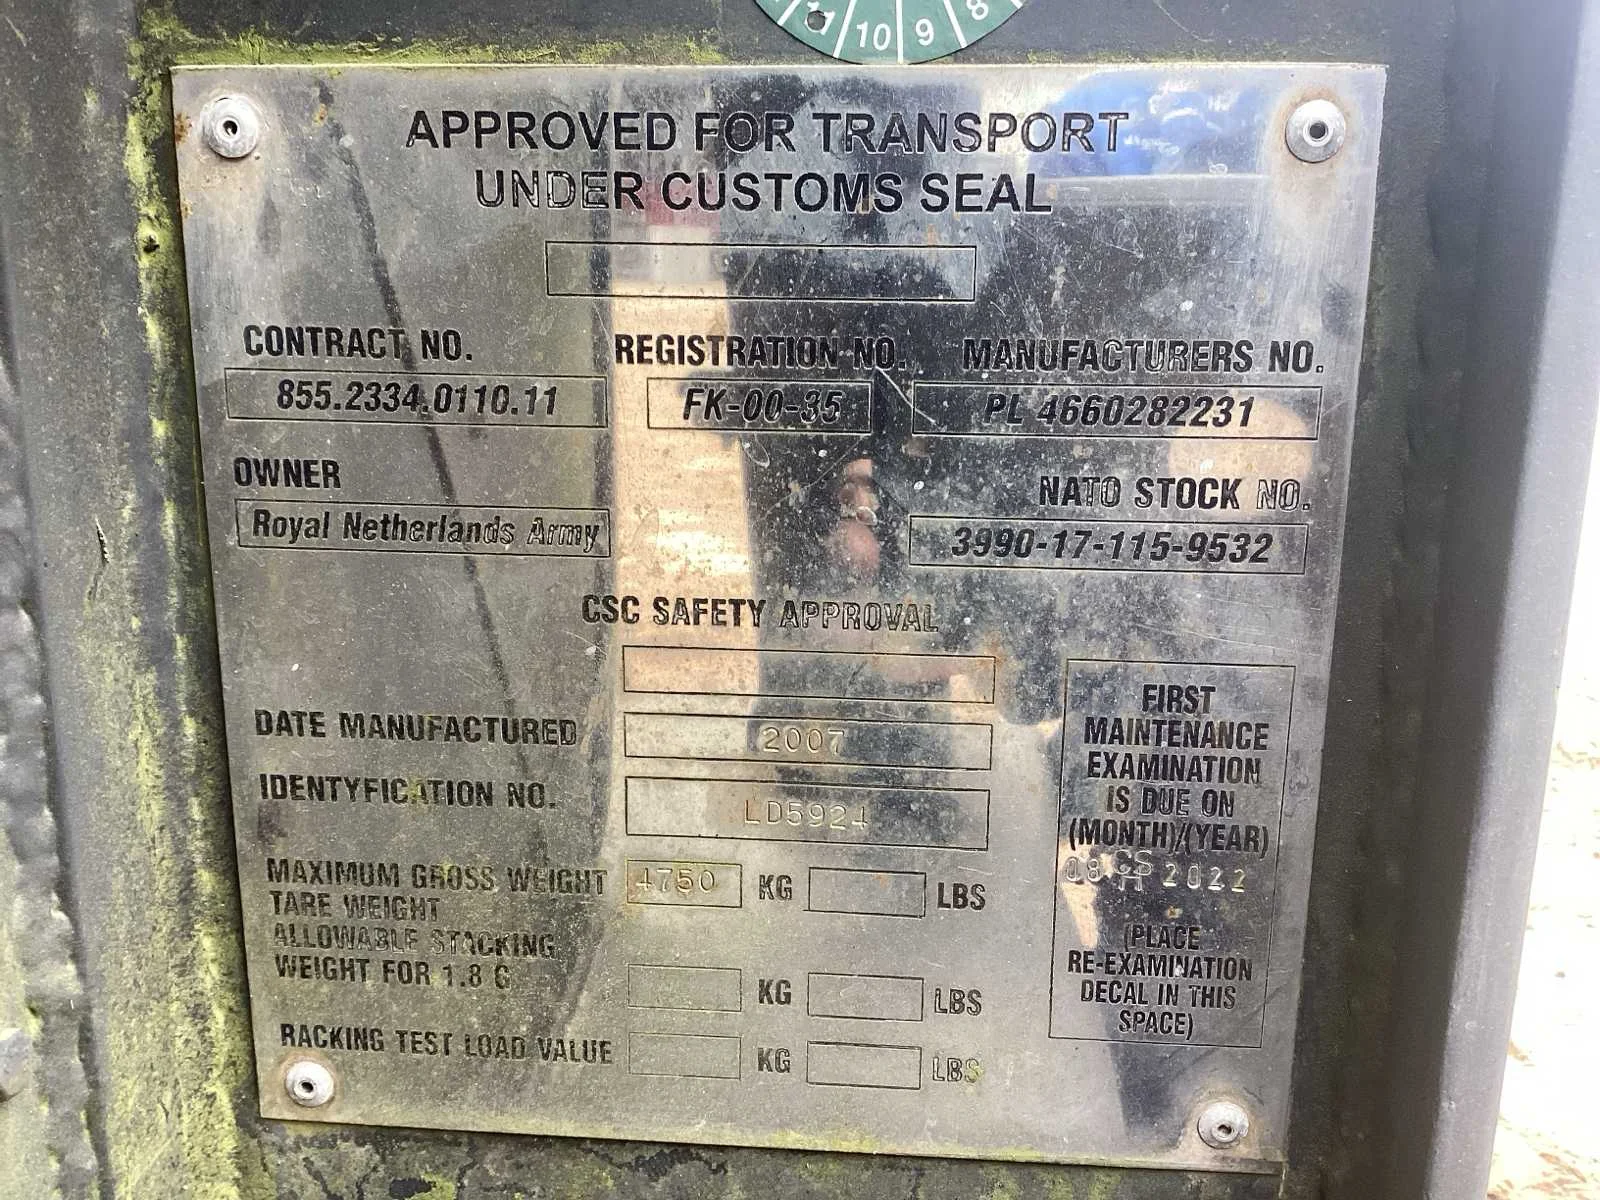 11 10 9 8
APPROVED FOR TRANSPORT
UNDER CUSTOMS SEAL
CONTRACT NO. REGISTRATION NO. MANUFACTURERS NO.
855.2334.0110.11 FK-00-35 PL 4660282231
OWNER NATO STOCK NO.
Royal Netherlands Army 3990-17-115-9532
CSC SAFETY APPROVAL
DATE MANUFACTURED 2007
IDENTYFICATION NO. LD5924
MAXIMUM GROSS WEIGHT 4750 KG LBS
TARE WEIGHT
ALLOWABLE STACKING
WEIGHT FOR 1.8 G KG LBS
RACKING TEST LOAD VALUE KG LBS
FIRST
MAINTENANCE
EXAMINATION
IS DUE ON
(MONTH)/(YEAR)
08 2022
(PLACE
RE-EXAMINATION
DECAL IN THIS
SPACE)